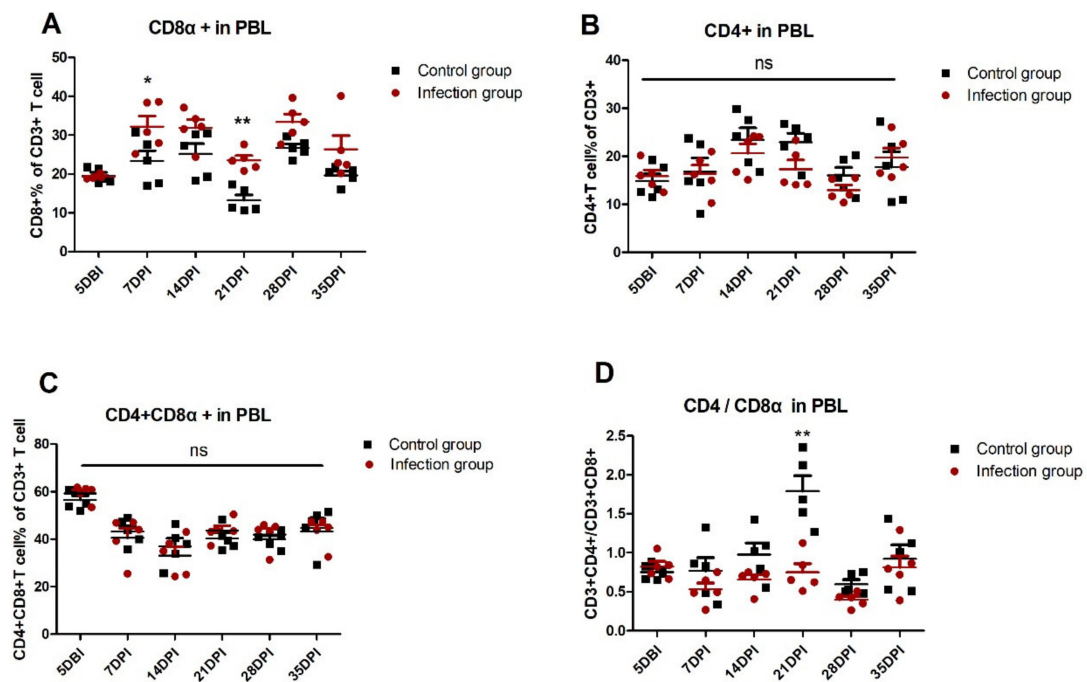 A
CD8α + in PBL
CD8+% of CD3+ T cell
50
40
30
20
10
0
*
**
5DBI
7DPI
14DPI
21DPI
28DPI
35DPI
Control group
Infection group
B
CD4+ in PBL
CD4+T cell% of CD3+
40
30
20
10
0
ns
5DBI
7DPI
14DPI
21DPI
28DPI
35DPI
Control group
Infection group
C
CD4+CD8α + in PBL
CD4+CD8+T cell% of CD3+ T cell
80
60
40
20
0
ns
5DBI
7DPI
14DPI
21DPI
28DPI
35DPI
Control group
Infection group
D
CD4 / CD8α in PBL
CD3+CD4+/CD3+CD8+
2.5
2.0
1.5
1.0
0.5
0.0
**
5DBI
7DPI
14DPI
21DPI
28DPI
35DPI
Control group
Infection group